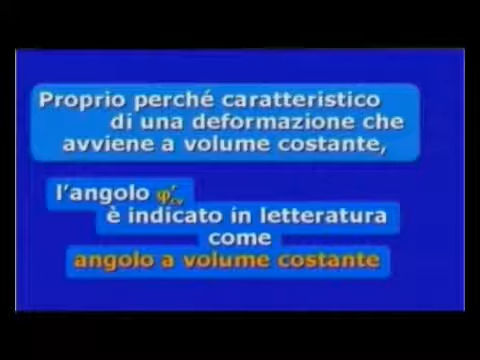 Proprio perché caratteristico
di una deformazione che
avviene a volume costante,
l'angolo φ'cv
è indicato in letteratura
come
angolo a volume costante